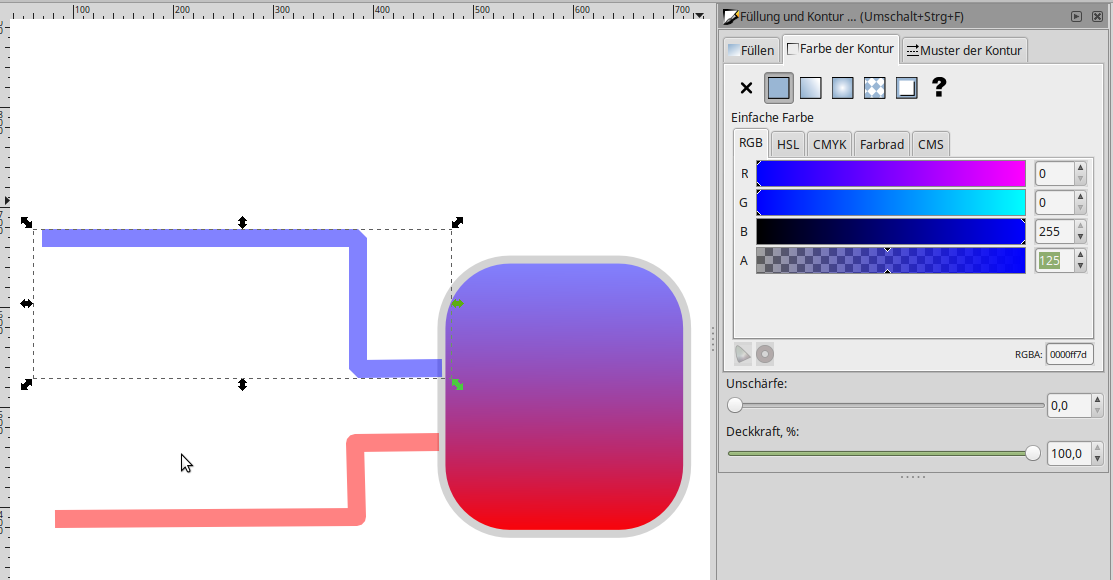 100 200 300 400 500 600 700
Füllung und Kontur ... (Umschalt+Strg+F)
Füllen Farbe der Kontur Muster der Kontur
?
Einfache Farbe
RGB HSL CMYK Farbrad CMS
R 0
G 0
B 255
A 125
RGBA: 0000ff7d
Unschärfe:
0,0
Deckkraft, %:
100,0